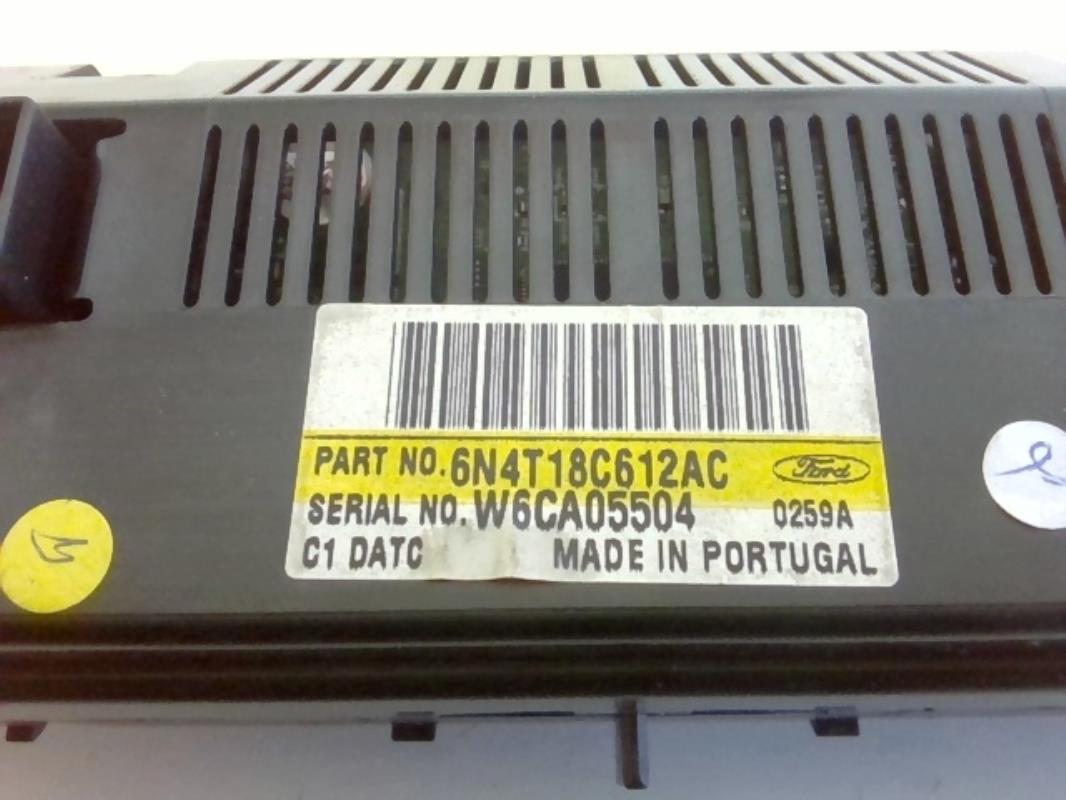 PART NO. 6N4T18C612AC Ford
SERIAL NO. W6CA05504 0259A
C1 DATC MADE IN PORTUGAL